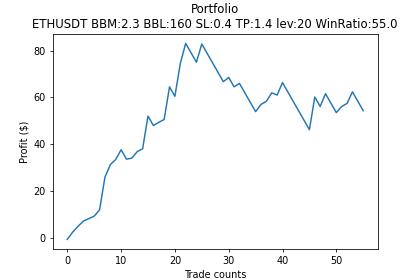 Portfolio
ETHUSDT BBM:2.3 BBL:160 SL:0.4 TP:1.4 lev:20 WinRatio:55.0
80
60
40
20
0
Profit ($)
0 10 20 30 40 50
Trade counts